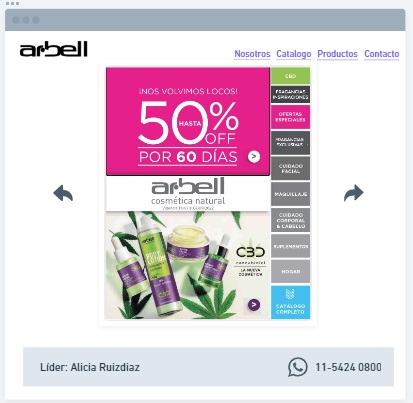 arbell
Nosotros Catalogo Productos Contacto
¡NOS VOLVIMOS LOCOS!
HASTA 50% OFF
POR 60 DÍAS
arbell
cosmética natural
CBD
FRAGANCIAS
INSPIRACIONES
OFERTAS
ESPECIALES
FRAGANCIAS
EXCLUSIVAS
CUIDADO
FACIAL
MAQUILLAJE
CUIDADO
CORPORAL
& CABELLO
SUPLEMENTOS
HOGAR
CATÁLOGO
COMPLETO
CBD
cannabidiol
LA NUEVA
COSMÉTICA
Líder: Alicia Ruizdiaz
11-5424 0800